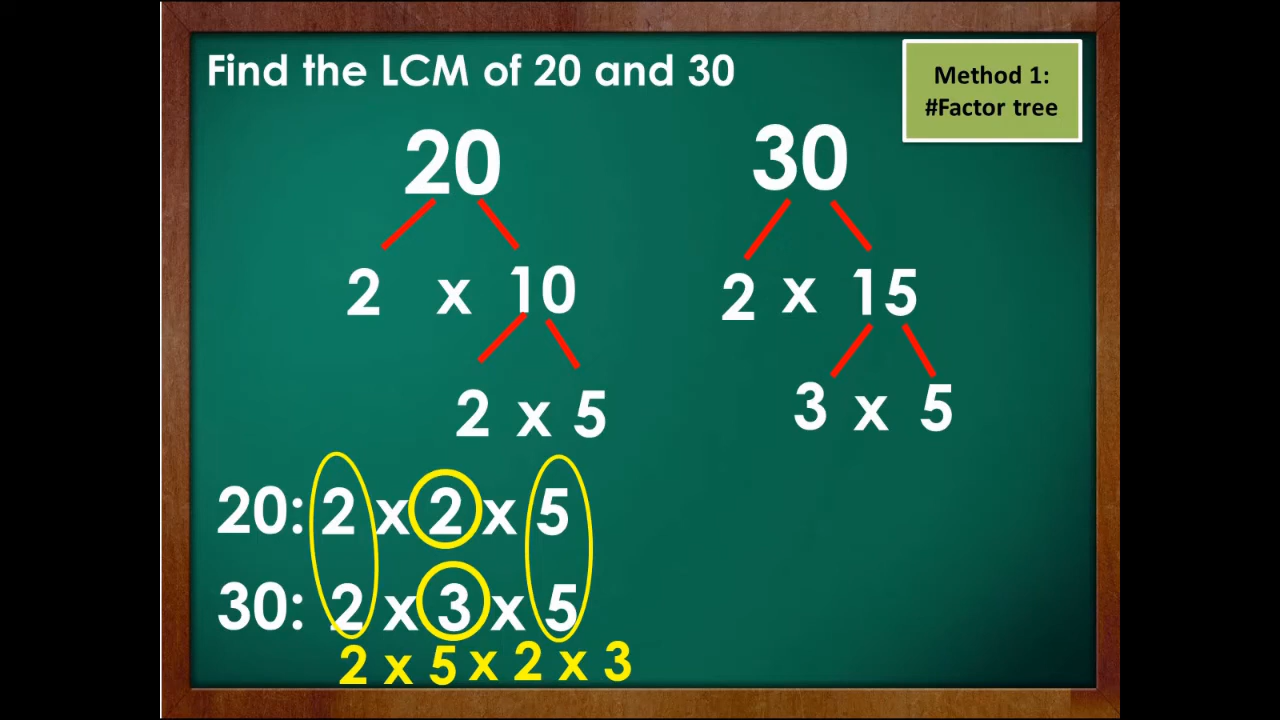 Find the LCM of 20 and 30
Method 1:
#Factor tree
20
30
2 x 10
2 x 15
2 x 5
3 x 5
20: 2 x 2 x 5
30: 2 x 3 x 5
2 x 5 x 2 x 3